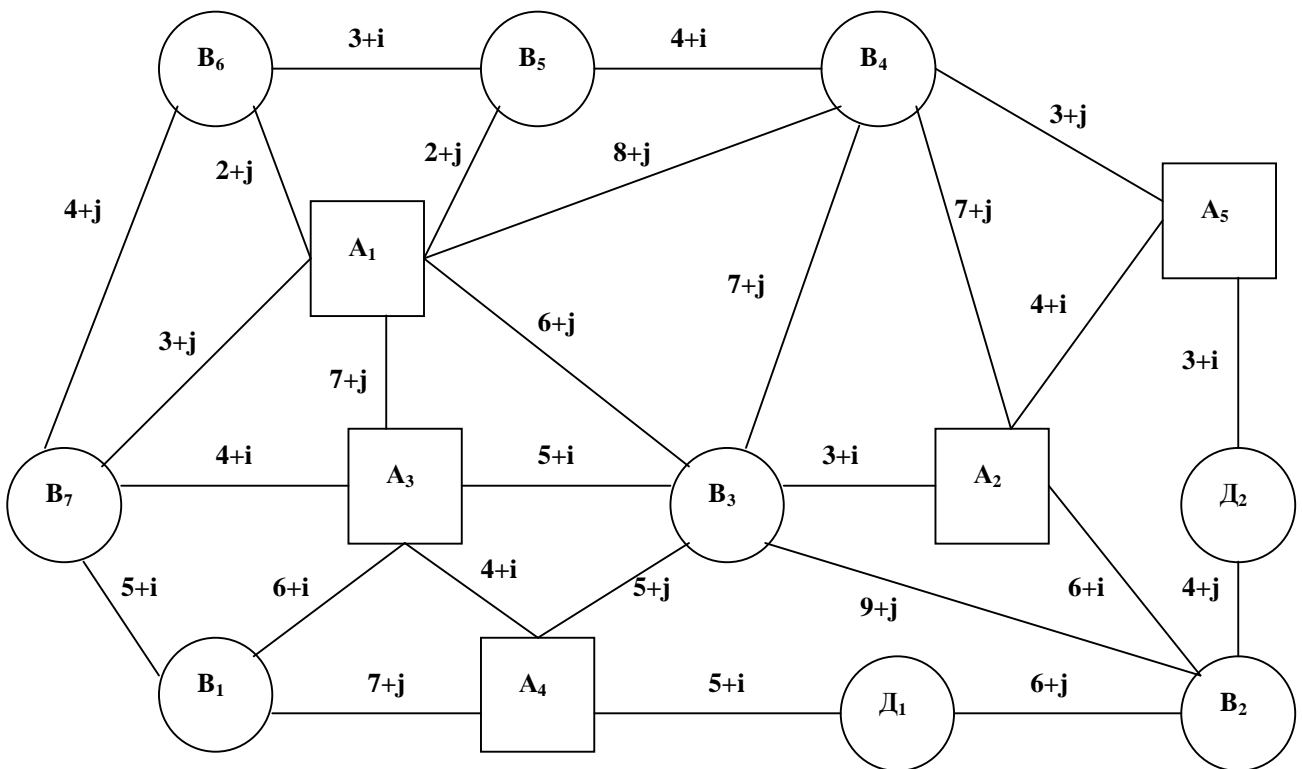 В₆ 3+i В₅ 4+i В₄
3+j
2+j 2+j 8+j
4+j 7+j А₅
А₁
7+j 4+i
3+j 6+j
7+j 3+i
4+i А₃ 5+i В₃ 3+i А₂
В₇ Д₂
5+i 6+i 4+i 5+j 9+j 6+i 4+j
В₁ 7+j А₄ 5+i Д₁ 6+j В₂